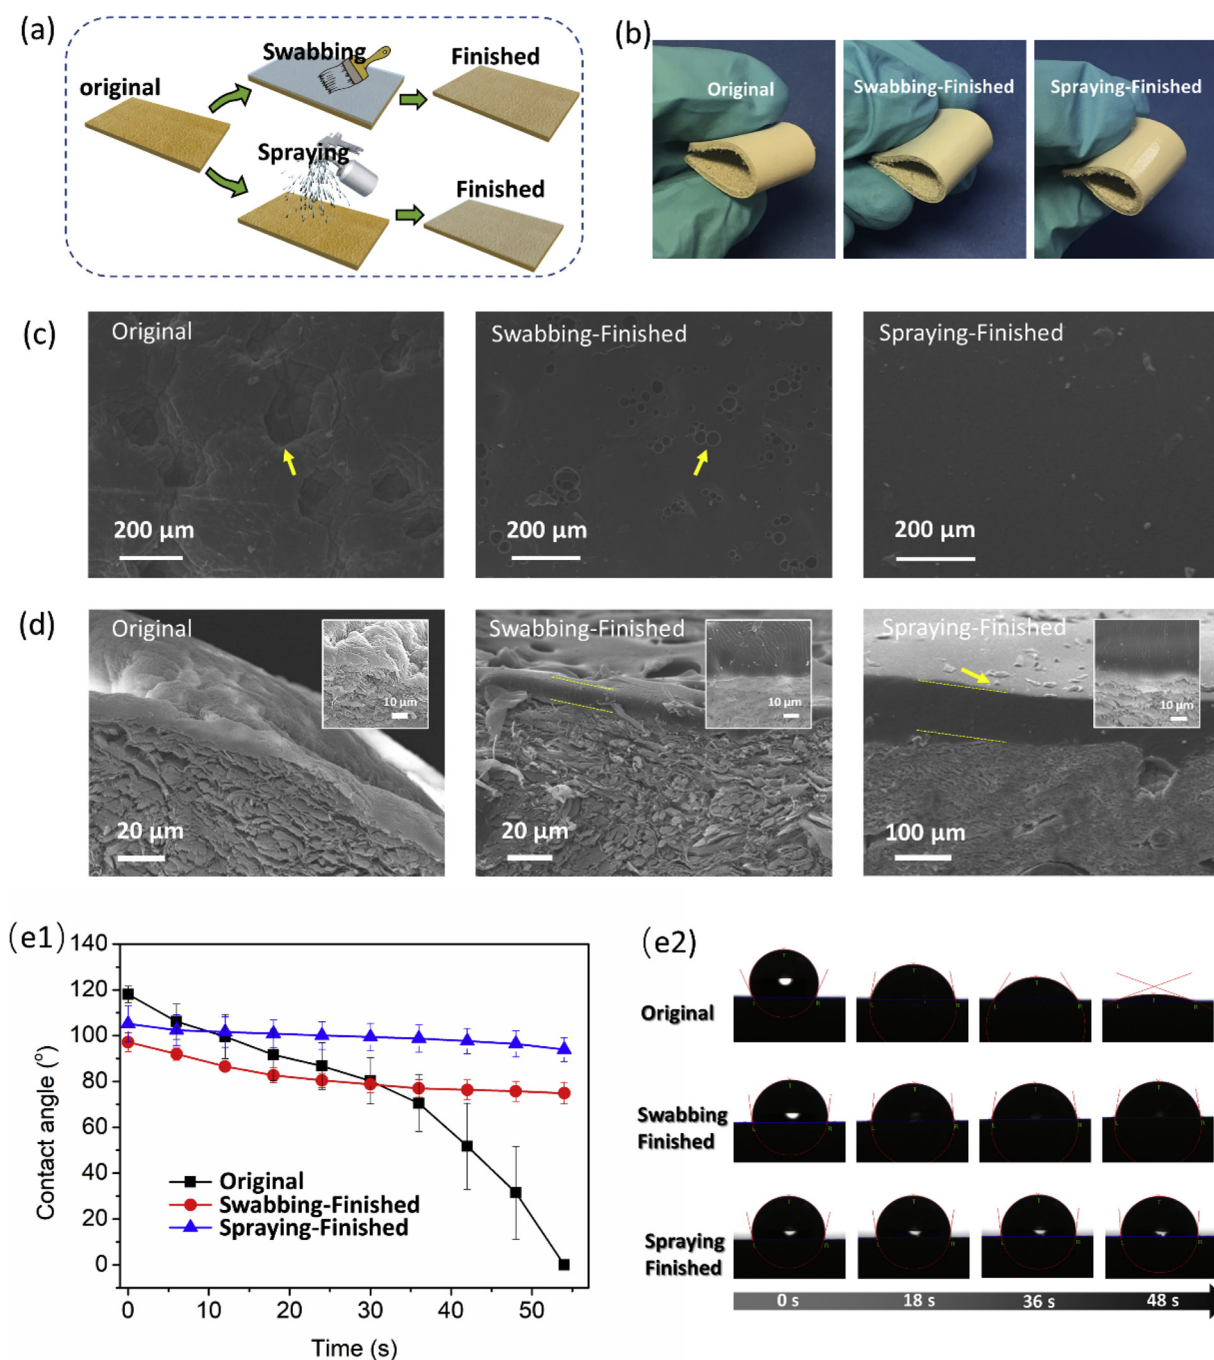 (a)
Swabbing
Finished
original
Spraying
Finished
(b)
Original
Swabbing-Finished
Spraying-Finished
(c)
Original
Swabbing-Finished
Spraying-Finished
200 μm
200 μm
200 μm
(d)
Original
Swabbing-Finished
Spraying-Finished
10 μm
10 μm
10 μm
20 μm
20 μm
100 μm
(e1)
140
120
100
80
60
40
20
0
Contact angle (°)
Original
Swabbing-Finished
Spraying-Finished
0 10 20 30 40 50
Time (s)
(e2)
Original
Swabbing
Finished
Spraying
Finished
0 s 18 s 36 s 48 s